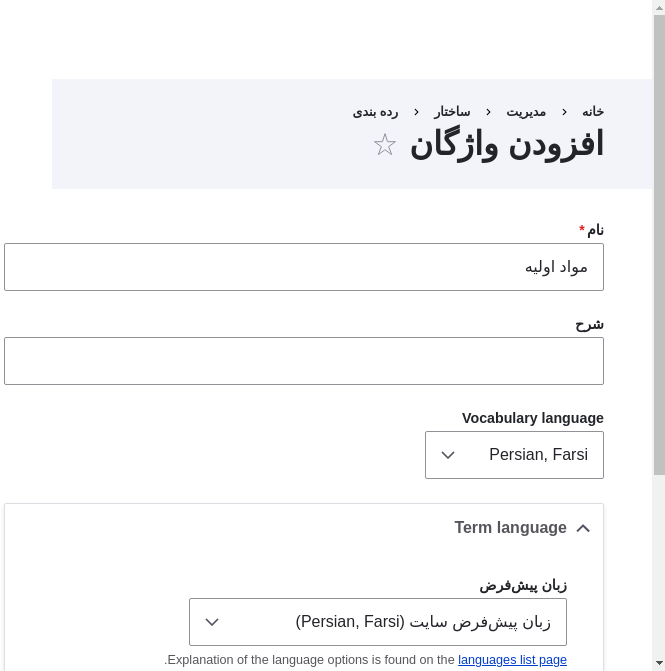 خانه › مدیریت › ساختار › رده بندی
افزودن واژگان ☆
نام *
مواد اولیه
شرح
Vocabulary language
Persian, Farsi
Term language
زبان پیش‌فرض
زبان پیش‌فرض سایت (Persian, Farsi)
Explanation of the language options is found on the languages list page.